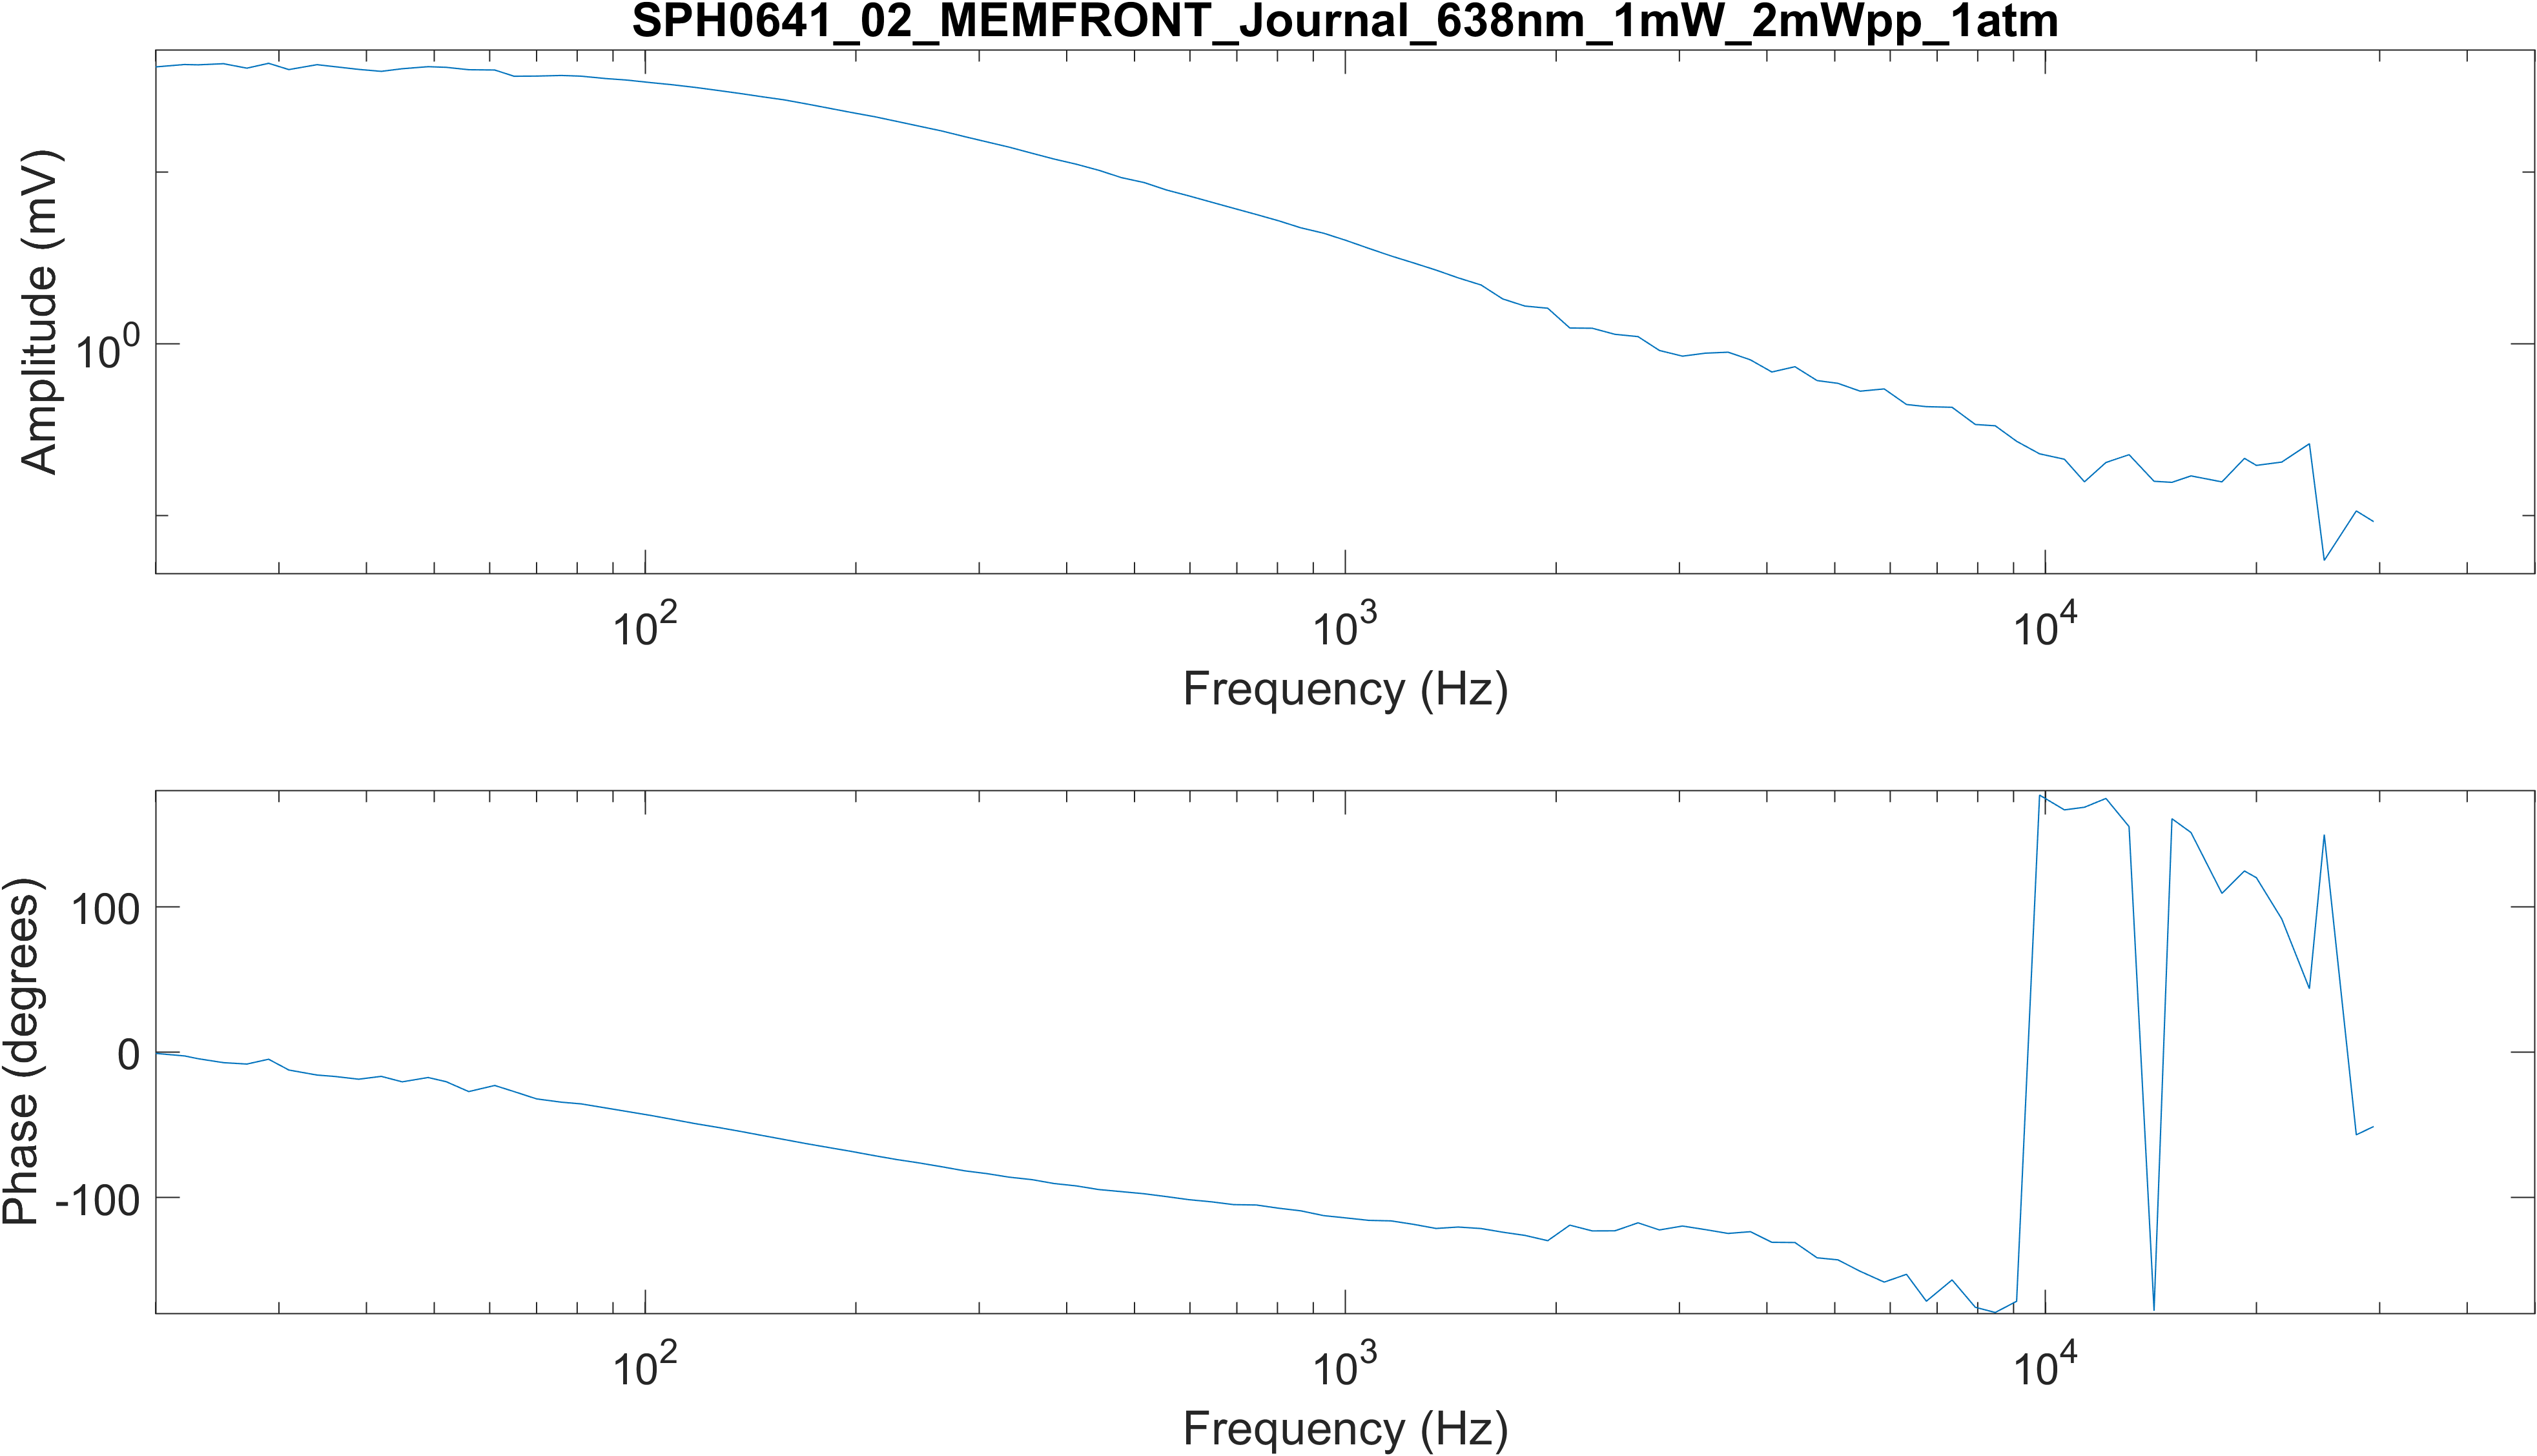 SPH0641_02_MEMFRONT_Journal_638nm_1mW_2mWpp_1atm
Amplitude (mV)
10^0
10^2
10^3
10^4
Frequency (Hz)
Phase (degrees)
100
0
-100
10^2
10^3
10^4
Frequency (Hz)